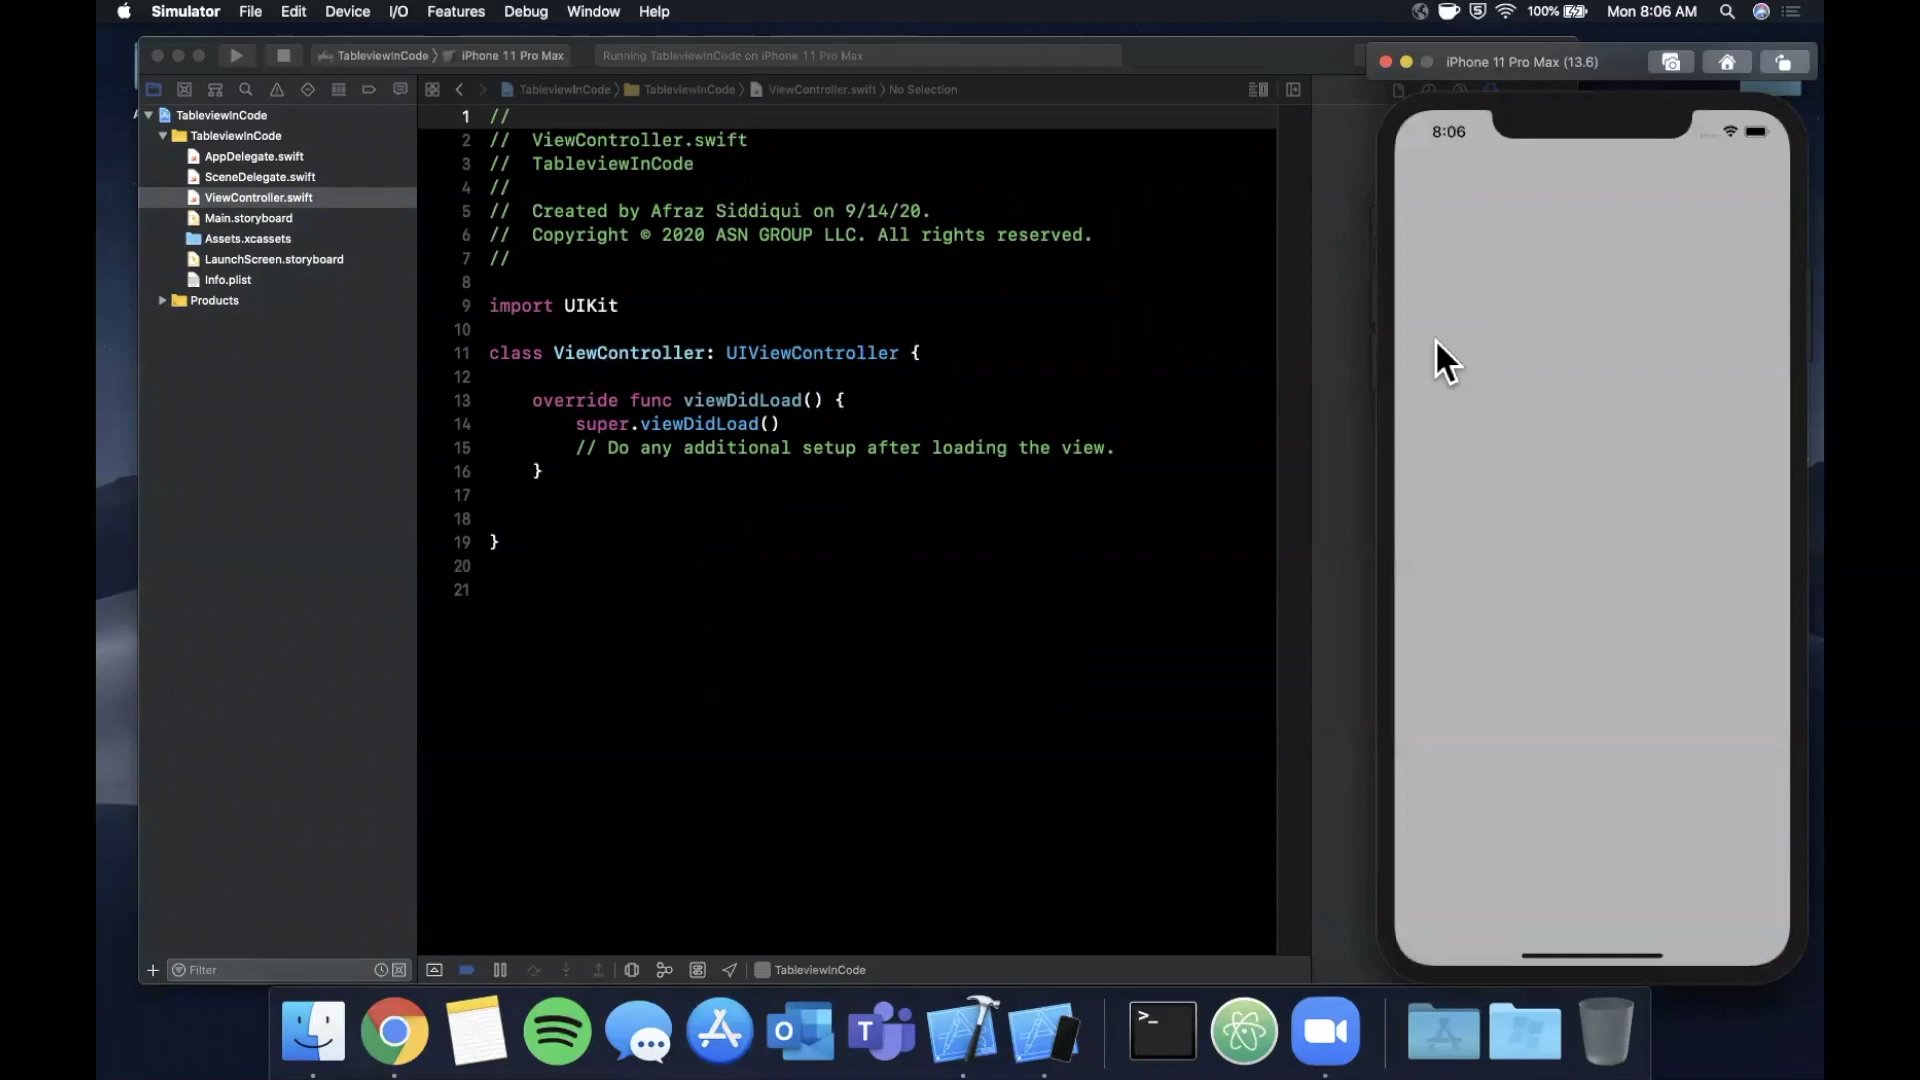 Simulator File Edit Device I/O Features Debug Window Help
100% Mon 8:06 AM
TableviewInCode iPhone 11 Pro Max Running TableviewInCode on iPhone 11 Pro Max
iPhone 11 Pro Max (13.6)
TableviewInCode TableviewInCode ViewController.swift No Selection
TableviewInCode
TableviewInCode
AppDelegate.swift
SceneDelegate.swift
ViewController.swift
Main.storyboard
Assets.xcassets
LaunchScreen.storyboard
Info.plist
Products
1 //
2 // ViewController.swift
3 // TableviewInCode
4 //
5 // Created by Afraz Siddiqui on 9/14/20.
6 // Copyright © 2020 ASN GROUP LLC. All rights reserved.
7 //
8
9 import UIKit
10
11 class ViewController: UIViewController {
12
13 override func viewDidLoad() {
14 super.viewDidLoad()
15 // Do any additional setup after loading the view.
16 }
17
18
19 }
20
21
8:06
Filter
TableviewInCode